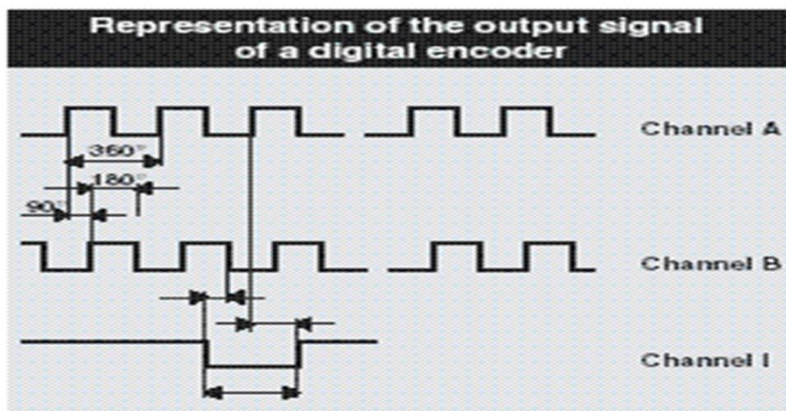 Representation of the output signal
of a digital encoder
Channel A
360°
180°
90°
Channel B
Channel I